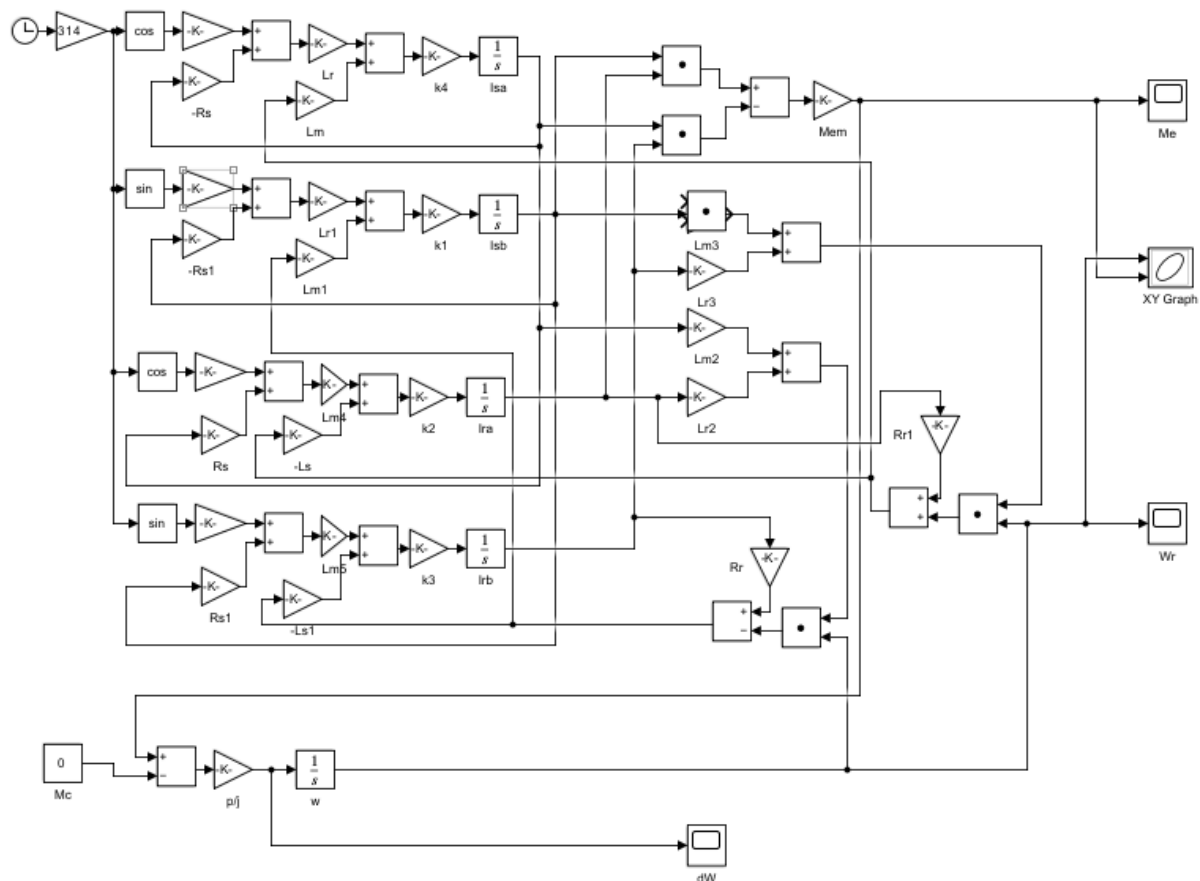 314
cos
-K-
+
+
-K-
Lr
+
+
-K-
k4
1
s
Isa
-K-
-Rs
-K-
Lm
+
−
-K-
Mem
Me
sin
-K-
+
+
-K-
Lr1
+
+
-K-
k1
1
s
Isb
-K-
-Rs1
-K-
Lm1
Lm3
+
+
-K-
Lr3
XY Graph
-K-
Lm2
+
+
cos
-K-
+
+
-K-
Lm4
+
+
-K-
k2
1
s
Ira
-K-
Lr2
-K-
Rs
-K-
-Ls
-K-
Rr1
+
+
sin
-K-
+
+
-K-
Lm5
+
+
-K-
k3
1
s
Irb
Wr
-K-
Rr
-K-
Rs1
-K-
-Ls1
+
−
0
Mc
+
−
-K-
p/j
1
s
w
dW